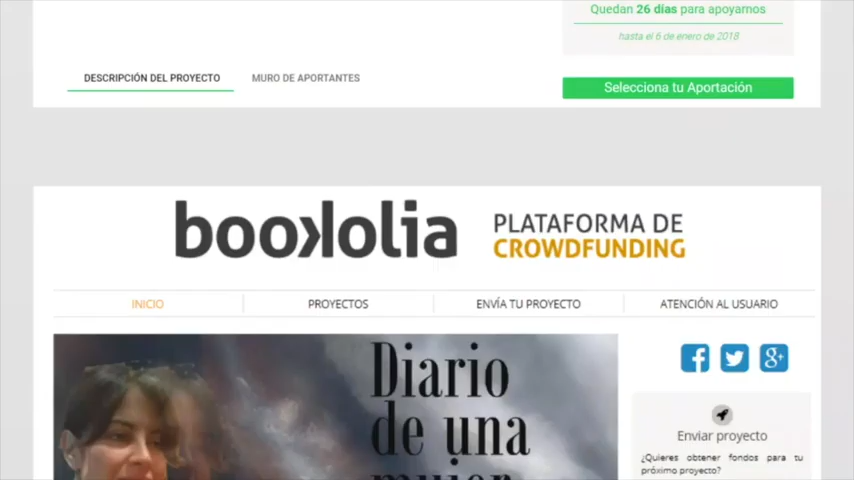 Quedan 26 días para apoyarnos
hasta el 6 de enero de 2018
DESCRIPCIÓN DEL PROYECTO MURO DE APORTANTES
Selecciona tu Aportación
bookolia
PLATAFORMA DE
CROWDFUNDING
INICIO PROYECTOS ENVÍA TU PROYECTO ATENCIÓN AL USUARIO
Diario
de una
mujer
Enviar proyecto
¿Quieres obtener fondos para tu
próximo proyecto?